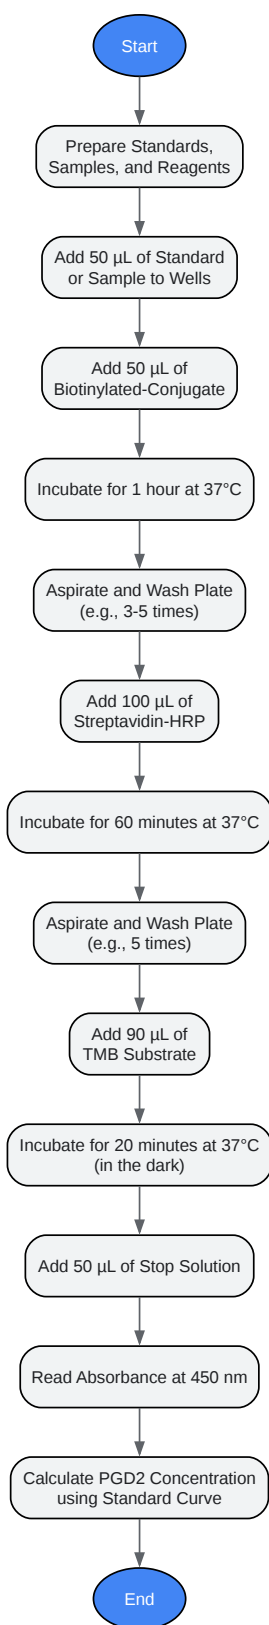 Start
Prepare Standards,
Samples, and Reagents
Add 50 µL of Standard
or Sample to Wells
Add 50 µL of
Biotinylated-Conjugate
Incubate for 1 hour at 37°C
Aspirate and Wash Plate
(e.g., 3-5 times)
Add 100 µL of
Streptavidin-HRP
Incubate for 60 minutes at 37°C
Aspirate and Wash Plate
(e.g., 5 times)
Add 90 µL of
TMB Substrate
Incubate for 20 minutes at 37°C
(in the dark)
Add 50 µL of Stop Solution
Read Absorbance at 450 nm
Calculate PGD2 Concentration
using Standard Curve
End